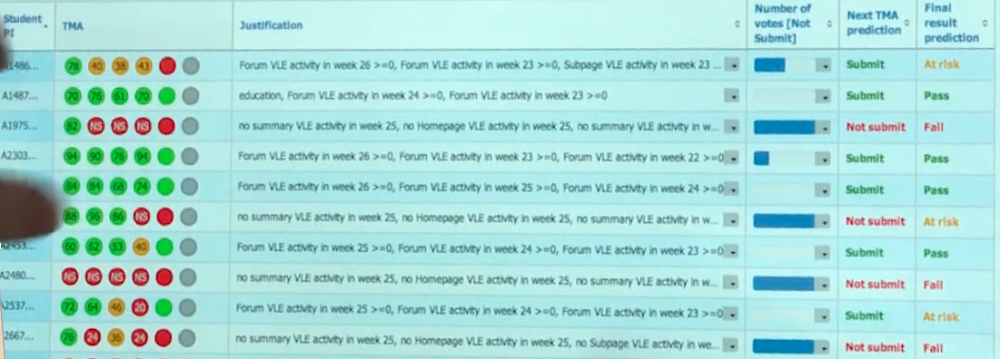 Student PI TMA Justification Number of votes [Not Submit] Next TMA prediction Final result prediction
1486... 78 40 38 43 Forum VLE activity in week 26 >=0, Forum VLE activity in week 23 >=0, Subpage VLE activity in week 23 ... Submit At risk
A1487... 70 76 61 70 education, Forum VLE activity in week 24 >=0, Forum VLE activity in week 23 >=0 Submit Pass
A1975... 82 NS NS NS no summary VLE activity in week 25, no Homepage VLE activity in week 25, no summary VLE activity in w... Not submit Fail
A2303... 94 90 76 94 Forum VLE activity in week 26 >=0, Forum VLE activity in week 23 >=0, Forum VLE activity in week 22 >=0 Submit Pass
84 84 68 74 Forum VLE activity in week 26 >=0, Forum VLE activity in week 25 >=0, Forum VLE activity in week 24 >=0 Submit Pass
88 96 86 NS no summary VLE activity in week 25, no Homepage VLE activity in week 25, no summary VLE activity in w... Not submit At risk
A2453... 60 62 53 40 Forum VLE activity in week 25 >=0, Forum VLE activity in week 24 >=0, Forum VLE activity in week 23 >=0 Submit Pass
A2480... NS NS NS NS no summary VLE activity in week 25, no Homepage VLE activity in week 25, no summary VLE activity in w... Not submit Fail
2537... 72 64 46 20 Forum VLE activity in week 25 >=0, Forum VLE activity in week 24 >=0, Forum VLE activity in week 23 >=0 Submit At risk
2667... 76 24 36 24 no summary VLE activity in week 25, no Homepage VLE activity in week 25, no Subpage VLE activity in we... Not submit Fail